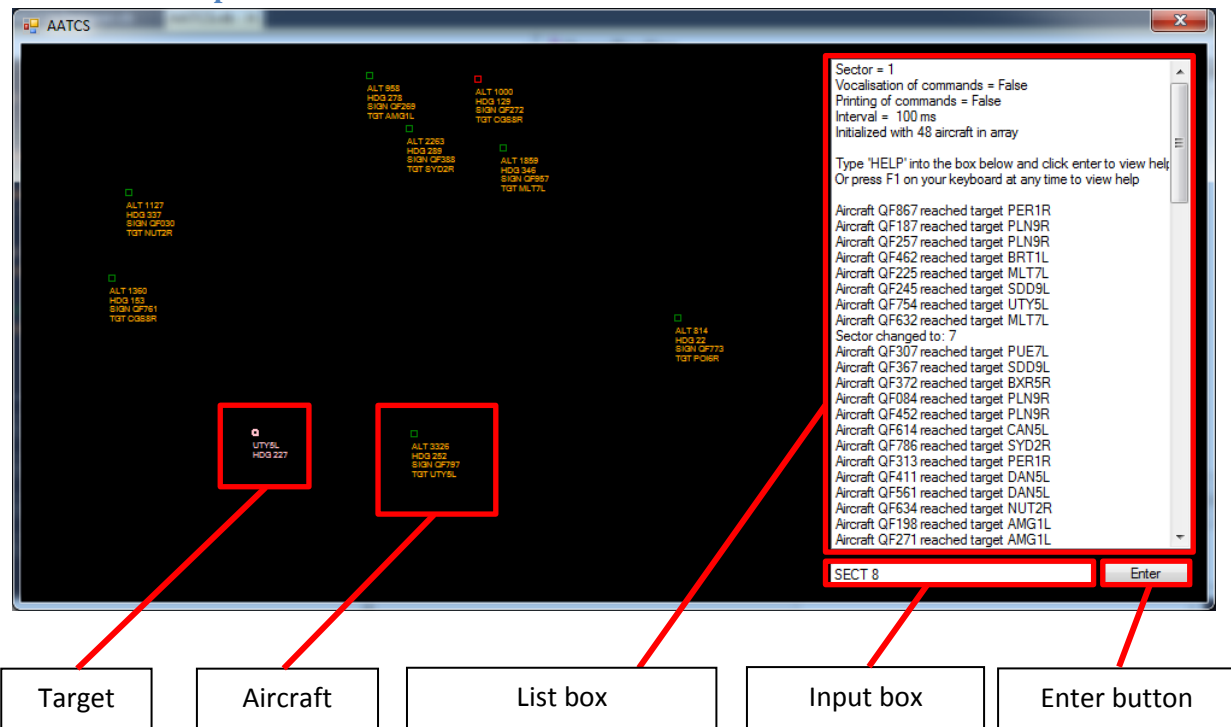 AATCS
ALT 958
HDG 278
SIGN QF269
TGT AMG1L
ALT 1000
HDG 129
SIGN QF272
TGT CGS8R
ALT 2263
HDG 289
SIGN QF388
TGT SYD2R
ALT 1859
HDG 346
SIGN QF957
TGT MLT7L
ALT 1127
HDG 337
SIGN QF030
TGT NUT2R
ALT 1360
HDG 153
SIGN QF761
TGT CGS8R
ALT 814
HDG 22
SIGN QF773
TGT POI6R
UTY5L
HDG 227
ALT 3326
HDG 252
SIGN QF797
TGT UTY5L
Sector = 1
Vocalisation of commands = False
Printing of commands = False
Interval = 100 ms
Initialized with 48 aircraft in array
Type 'HELP' into the box below and click enter to view help
Or press F1 on your keyboard at any time to view help
Aircraft QF867 reached target PER1R
Aircraft QF187 reached target PLN9R
Aircraft QF257 reached target PLN9R
Aircraft QF462 reached target BRT1L
Aircraft QF225 reached target MLT7L
Aircraft QF245 reached target SDD9L
Aircraft QF754 reached target UTY5L
Aircraft QF632 reached target MLT7L
Sector changed to: 7
Aircraft QF307 reached target PUE7L
Aircraft QF367 reached target SDD9L
Aircraft QF372 reached target BXR5R
Aircraft QF084 reached target PLN9R
Aircraft QF452 reached target PLN9R
Aircraft QF614 reached target CAN5L
Aircraft QF786 reached target SYD2R
Aircraft QF313 reached target PER1R
Aircraft QF411 reached target DAN5L
Aircraft QF561 reached target DAN5L
Aircraft QF634 reached target NUT2R
Aircraft QF198 reached target AMG1L
Aircraft QF271 reached target AMG1L
SECT 8
Enter
Target
Aircraft
List box
Input box
Enter button